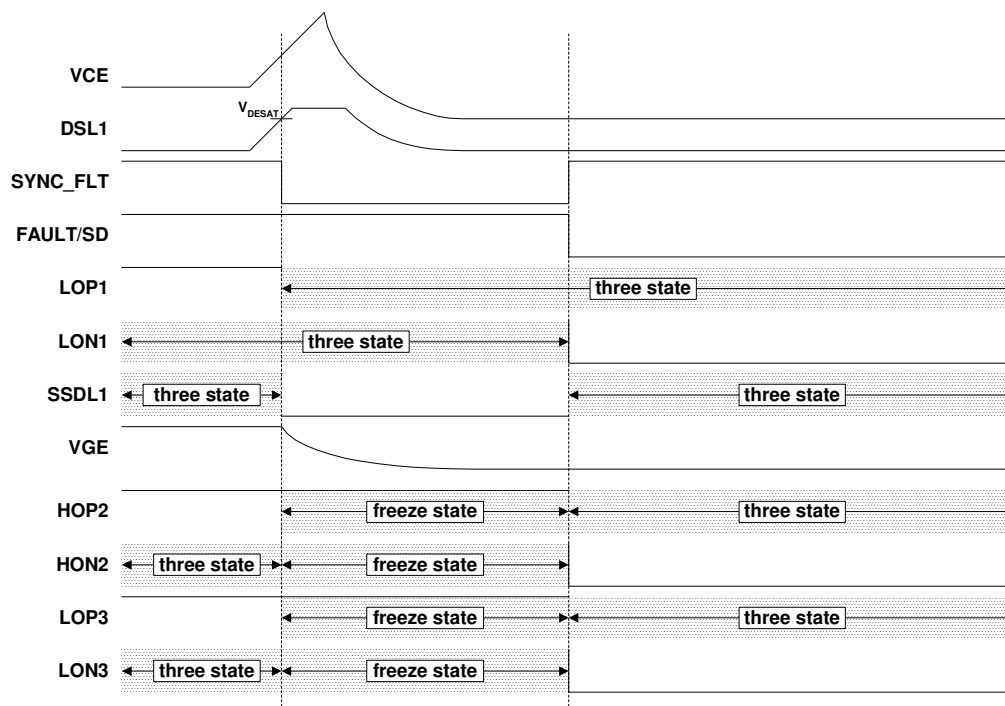 VCE
V_DESAT
DSL1
SYNC_FLT
FAULT/SD
LOP1
three state
LON1
three state
SSDL1
three state
three state
VGE
HOP2
freeze state
three state
HON2
three state
freeze state
LOP3
freeze state
three state
LON3
three state
freeze state